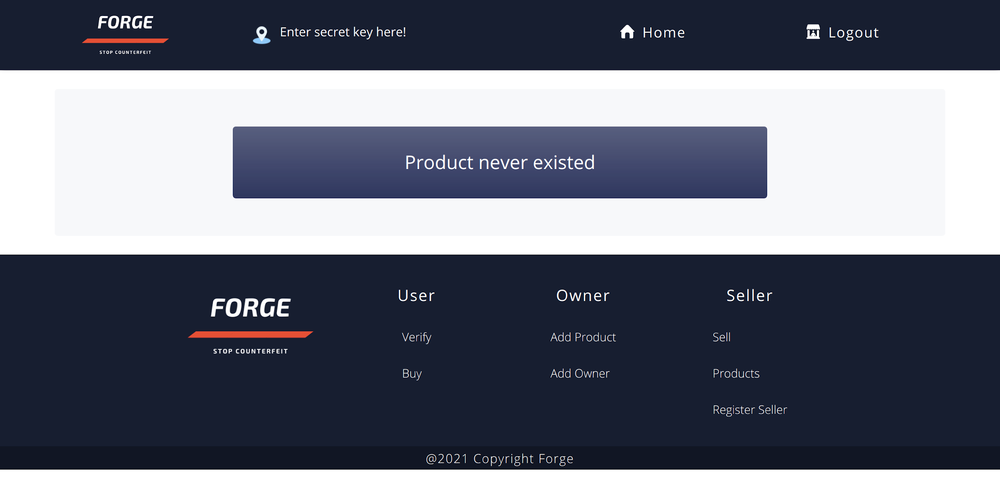 FORGE
STOP COUNTERFEIT
Enter secret key here!
Home
Logout
Product never existed
FORGE
STOP COUNTERFEIT
User
Verify
Buy
Owner
Add Product
Add Owner
Seller
Sell
Products
Register Seller
@2021 Copyright Forge